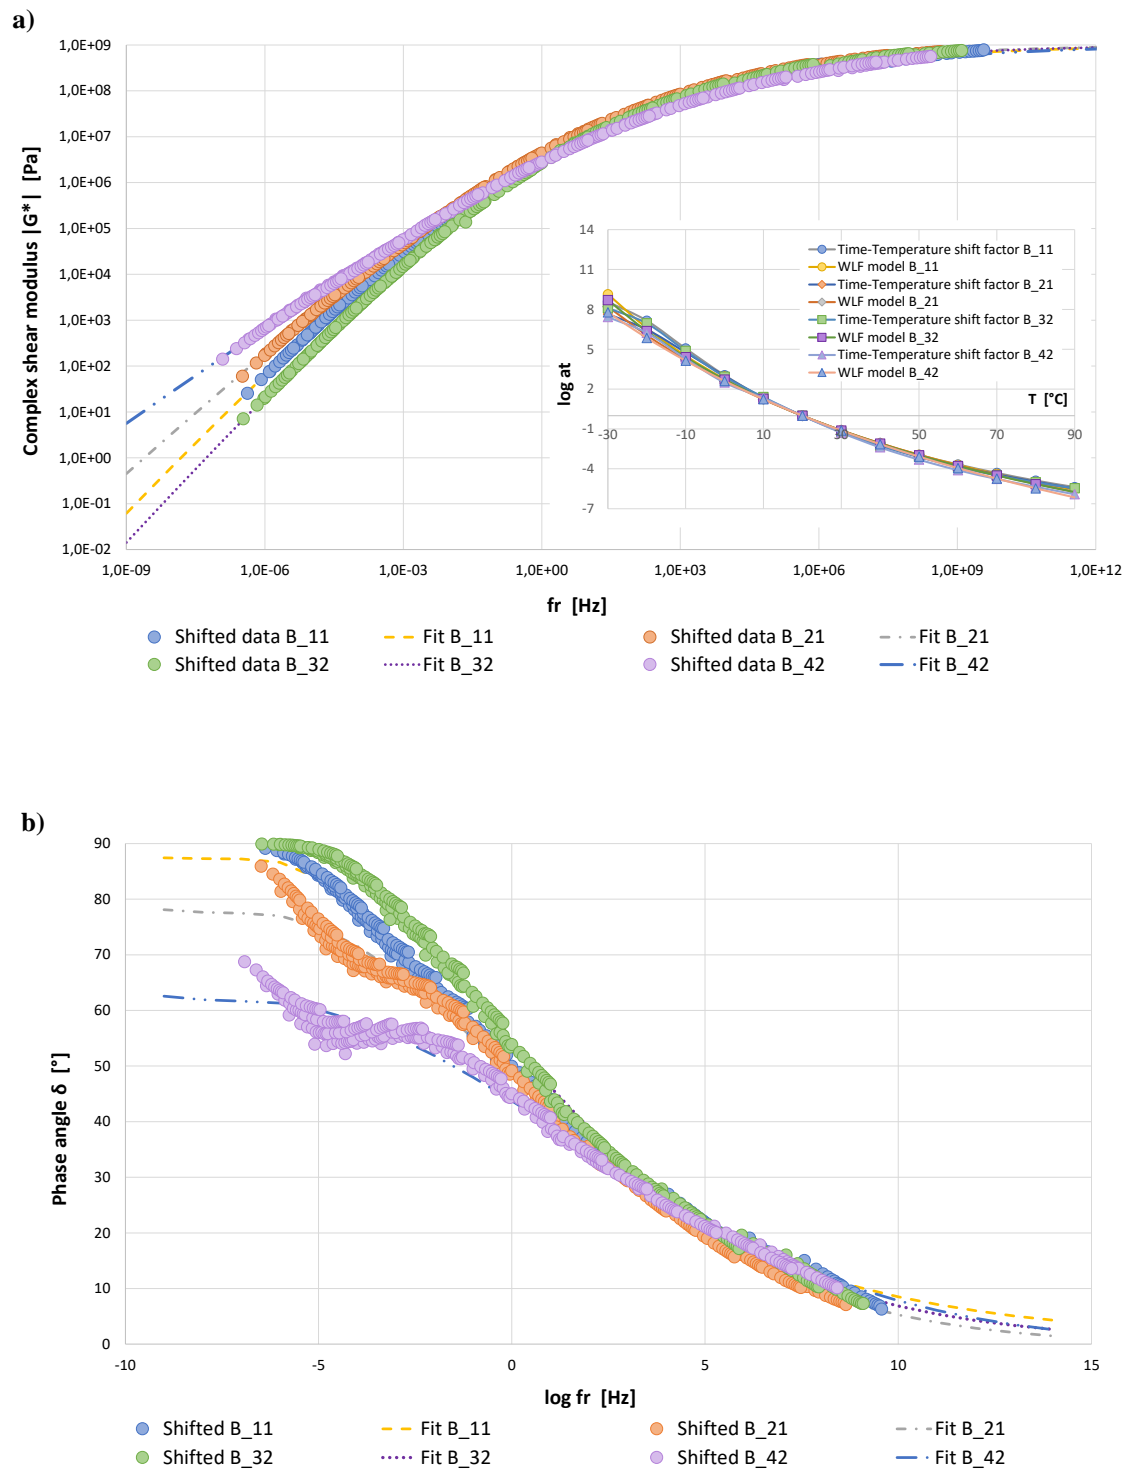 a)
Complex shear modulus |G*| [Pa]
1,0E+09
1,0E+08
1,0E+07
1,0E+06
1,0E+05
1,0E+04
1,0E+03
1,0E+02
1,0E+01
1,0E+00
1,0E-01
1,0E-02
1,0E-09
1,0E-06
1,0E-03
1,0E+00
1,0E+03
1,0E+06
1,0E+09
1,0E+12
fr [Hz]
log at
14
11
8
5
2
-1
-4
-7
-30
-10
10
30
50
70
90
T [°C]
Time-Temperature shift factor B_11
WLF model B_11
Time-Temperature shift factor B_21
WLF model B_21
Time-Temperature shift factor B_32
WLF model B_32
Time-Temperature shift factor B_42
WLF model B_42
Shifted data B_11 Fit B_11 Shifted data B_21 Fit B_21
Shifted data B_32 Fit B_32 Shifted data B_42 Fit B_42
b)
Phase angle δ [°]
90
80
70
60
50
40
30
20
10
0
-10
-5
0
5
10
15
log fr [Hz]
Shifted B_11 Fit B_11 Shifted B_21 Fit B_21
Shifted B_32 Fit B_32 Shifted B_42 Fit B_42